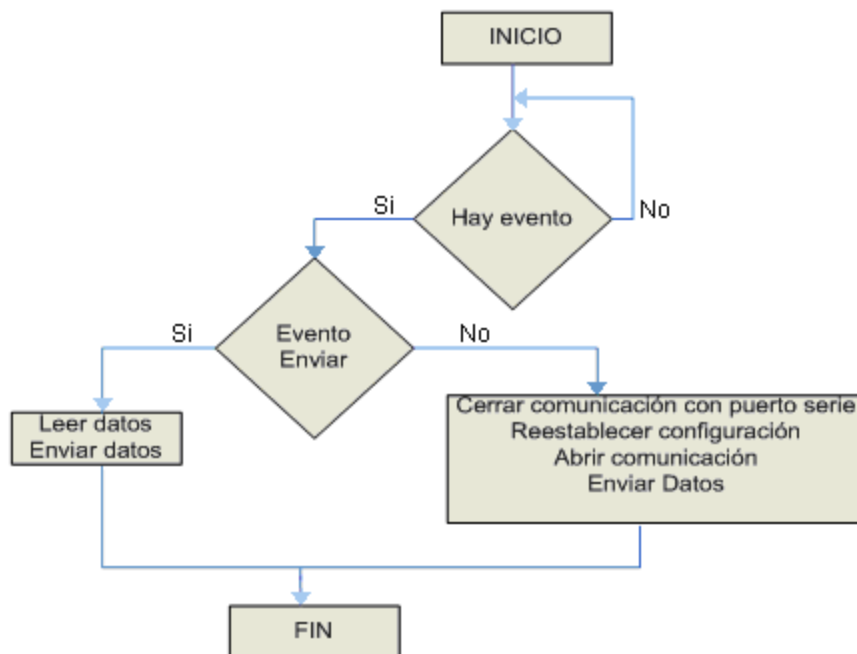 INICIO
Si
Hay evento
No
Si
Evento
Enviar
No
Leer datos
Enviar datos
Cerrar comunicación con puerto serie
Reestablecer configuración
Abrir comunicación
Enviar Datos
FIN